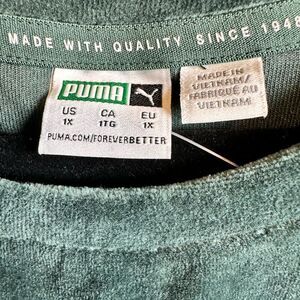 MADE WITH QUALITY SINCE 1948
PUMA
US CA EU
1X 1TG 1X
PUMA.COM/FOREVERBETTER
MADE IN
VIETNAM/
FABRIQUÉ AU
VIETNAM